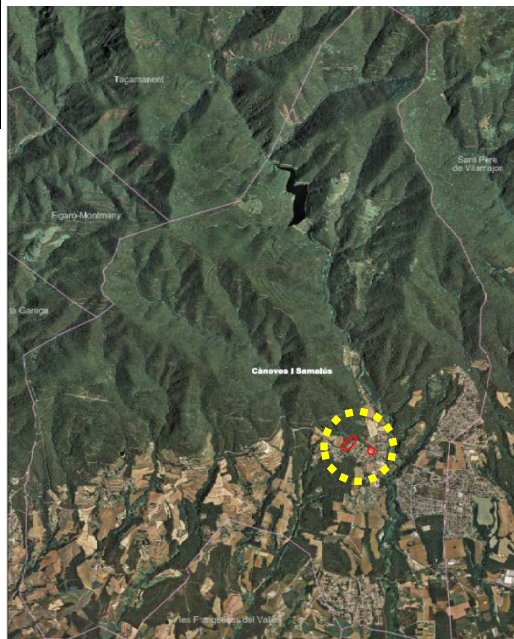 Tagamanent
Sant Pere
de Vilamajor
Figaró-Montmany
la Garriga
Cànoves i Samalús
les Franqueses del Vallès